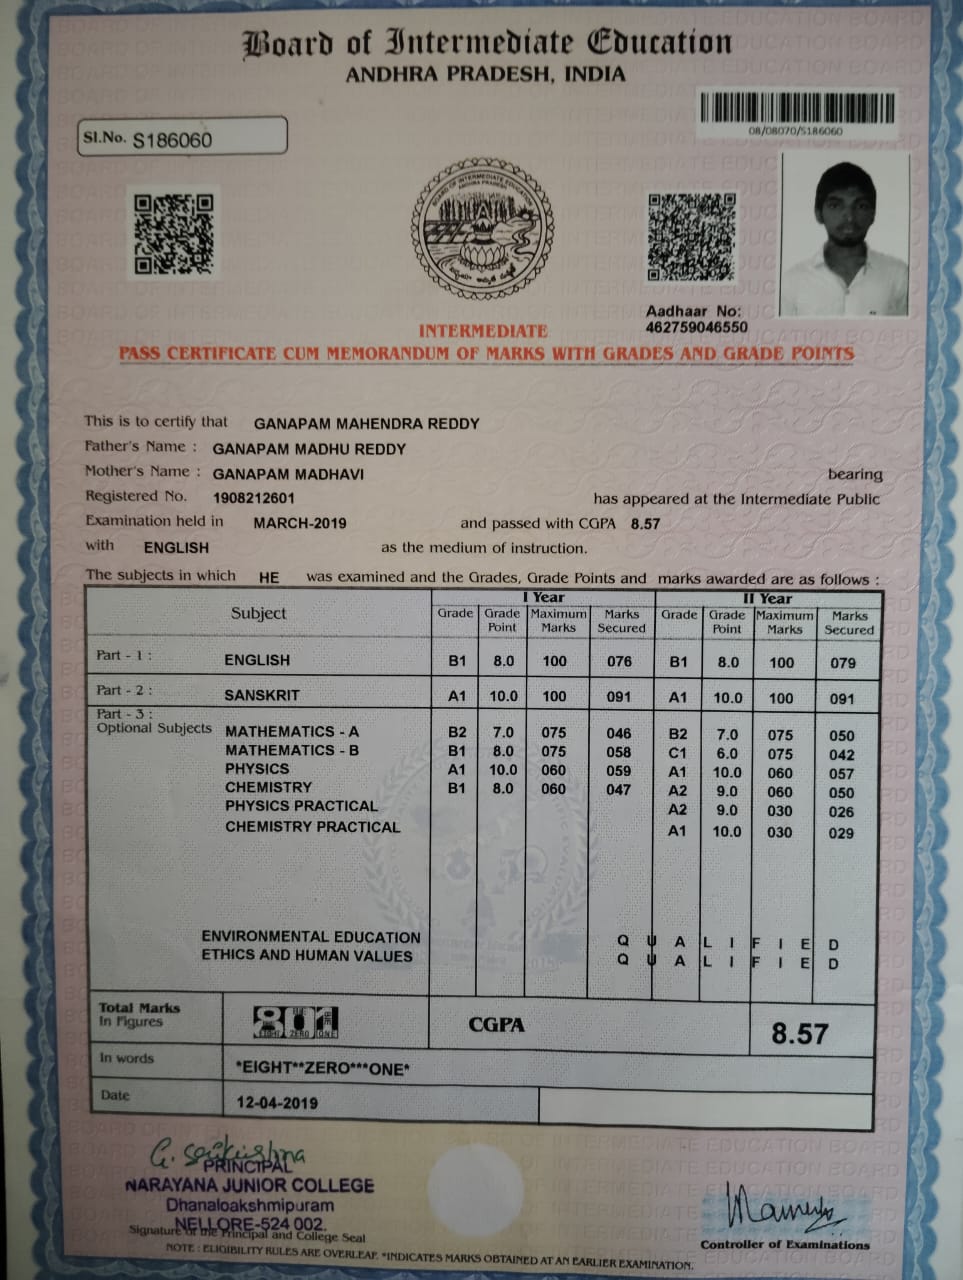 Board of Intermediate Education
ANDHRA PRADESH, INDIA
Sl.No. S186060
08/08070/S186060
Aadhaar No:
462759046550
INTERMEDIATE
PASS CERTIFICATE CUM MEMORANDUM OF MARKS WITH GRADES AND GRADE POINTS
This is to certify that GANAPAM MAHENDRA REDDY
Father's Name : GANAPAM MADHU REDDY
Mother's Name : GANAPAM MADHAVI bearing
Registered No. 1908212601 has appeared at the Intermediate Public
Examination held in MARCH-2019 and passed with CGPA 8.57
with ENGLISH as the medium of instruction.
The subjects in which HE was examined and the Grades, Grade Points and marks awarded are as follows :
Subject I Year II Year
Grade Grade Point Maximum Marks Marks Secured Grade Grade Point Maximum Marks Marks Secured
Part - 1 : ENGLISH B1 8.0 100 076 B1 8.0 100 079
Part - 2 : SANSKRIT A1 10.0 100 091 A1 10.0 100 091
Part - 3 :
Optional Subjects MATHEMATICS - A B2 7.0 075 046 B2 7.0 075 050
MATHEMATICS - B B1 8.0 075 058 C1 6.0 075 042
PHYSICS A1 10.0 060 059 A1 10.0 060 057
CHEMISTRY B1 8.0 060 047 A2 9.0 060 050
PHYSICS PRACTICAL A2 9.0 030 026
CHEMISTRY PRACTICAL A1 10.0 030 029
ENVIRONMENTAL EDUCATION Q U A L I F I E D
ETHICS AND HUMAN VALUES Q U A L I F I E D
Total Marks
In Figures 801 CGPA 8.57
EIGHT ZERO ONE
In words *EIGHT**ZERO***ONE*
Date 12-04-2019
PRINCIPAL
NARAYANA JUNIOR COLLEGE
Dhanaloakshmipuram
NELLORE-524 002.
Signature of the Principal and College Seal
Controller of Examinations
NOTE : ELIGIBILITY RULES ARE OVERLEAF. *INDICATES MARKS OBTAINED AT AN EARLIER EXAMINATION.